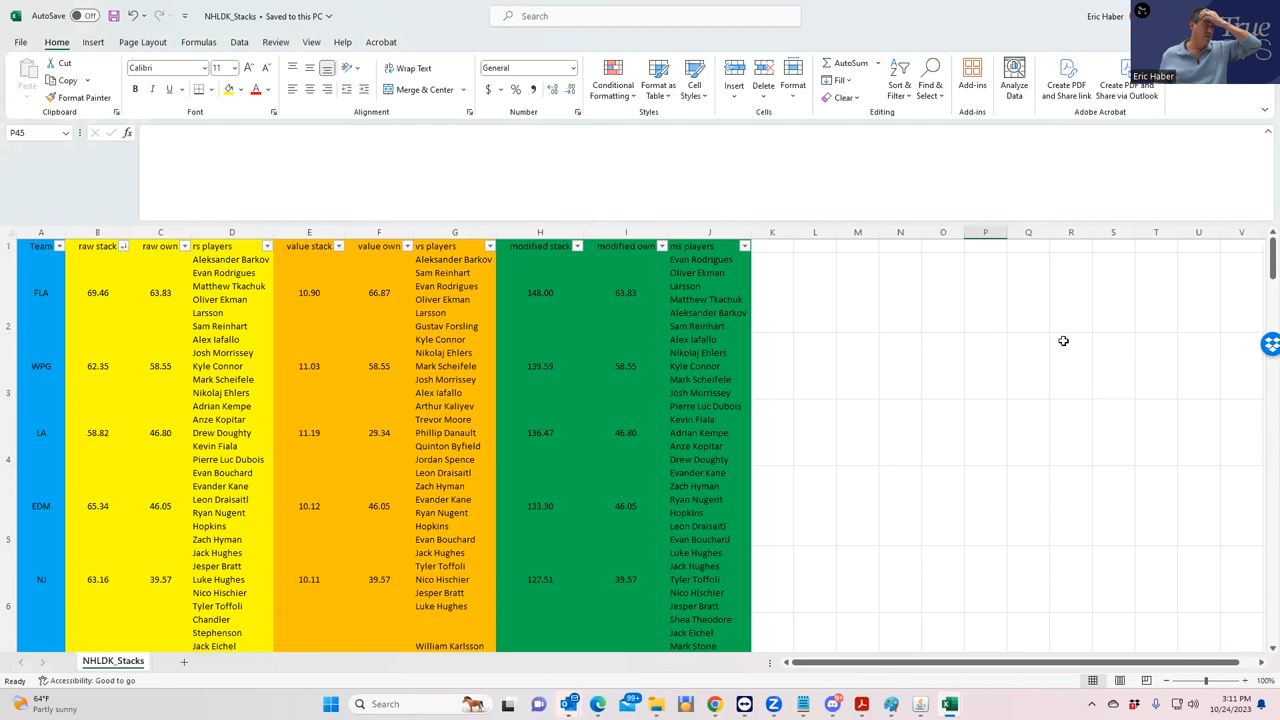 AutoSave Off NHLDK_Stacks • Saved to this PC Search Eric Haber
File Home Insert Page Layout Formulas Data Review View Help Acrobat
Paste Cut Copy Format Painter Clipboard
Calibri 11 B I U Font
Wrap Text Merge & Center Alignment
General $ % Number
Conditional Formatting Format as Table Cell Styles Styles
Insert Delete Format Cells
AutoSum Fill Clear Sort & Filter Find & Select Editing
Add-ins Add-ins
Analyze Data
Create PDF and Share link Create PDF and Share via Outlook Adobe Acrobat
True
Eric Haber
P45 fx
A B C D E F G H I J K L M N O P Q R S T U V
1 Team raw stack raw own rs players value stack value own vs players modified stack modified own ms players
Aleksander Barkov Aleksander Barkov Evan Rodrigues
Evan Rodrigues Sam Reinhart Oliver Ekman
Matthew Tkachuk Evan Rodrigues Larsson
FLA 69.46 63.83 10.90 66.87 148.00 63.83
Oliver Ekman Oliver Ekman Matthew Tkachuk
Larsson Larsson Aleksander Barkov
2 Sam Reinhart Gustav Forsling Sam Reinhart
Alex Iafallo Kyle Connor Alex Iafallo
Josh Morrissey Nikolaj Ehlers Nikolaj Ehlers
WPG 62.35 58.55 Kyle Connor 11.03 58.55 Mark Scheifele 139.59 58.55 Kyle Connor
Mark Scheifele Josh Morrissey Mark Scheifele
3 Nikolaj Ehlers Alex Iafallo Josh Morrissey
Adrian Kempe Arthur Kaliyev Pierre Luc Dubois
Anze Kopitar Trevor Moore Kevin Fiala
LA 58.82 46.80 Drew Doughty 11.19 29.34 Phillip Danault 136.47 46.80 Adrian Kempe
Kevin Fiala Quinton Byfield Anze Kopitar
Pierre Luc Dubois Jordan Spence Drew Doughty
Evan Bouchard Leon Draisaitl Evander Kane
Evander Kane Zach Hyman Zach Hyman
Leon Draisaitl Evander Kane Ryan Nugent
EDM 65.34 46.05 10.12 46.05 133.30 46.05
Ryan Nugent Ryan Nugent Hopkins
Hopkins Hopkins Leon Draisaitl
5 Zach Hyman Evan Bouchard Evan Bouchard
Jack Hughes Jack Hughes Luke Hughes
Jesper Bratt Tyler Toffoli Jack Hughes
NJ 63.16 39.57 Luke Hughes 10.11 39.57 Nico Hischier 127.51 39.57 Tyler Toffoli
Nico Hischier Jesper Bratt Nico Hischier
6 Tyler Toffoli Luke Hughes Jesper Bratt
Chandler Shea Theodore
Stephenson Jack Eichel
Jack Eichel William Karlsson Mark Stone
NHLDK_Stacks
Ready Accessibility: Good to go 100%
64°F Search 99+ 3:11 PM
Partly sunny 10/24/2023